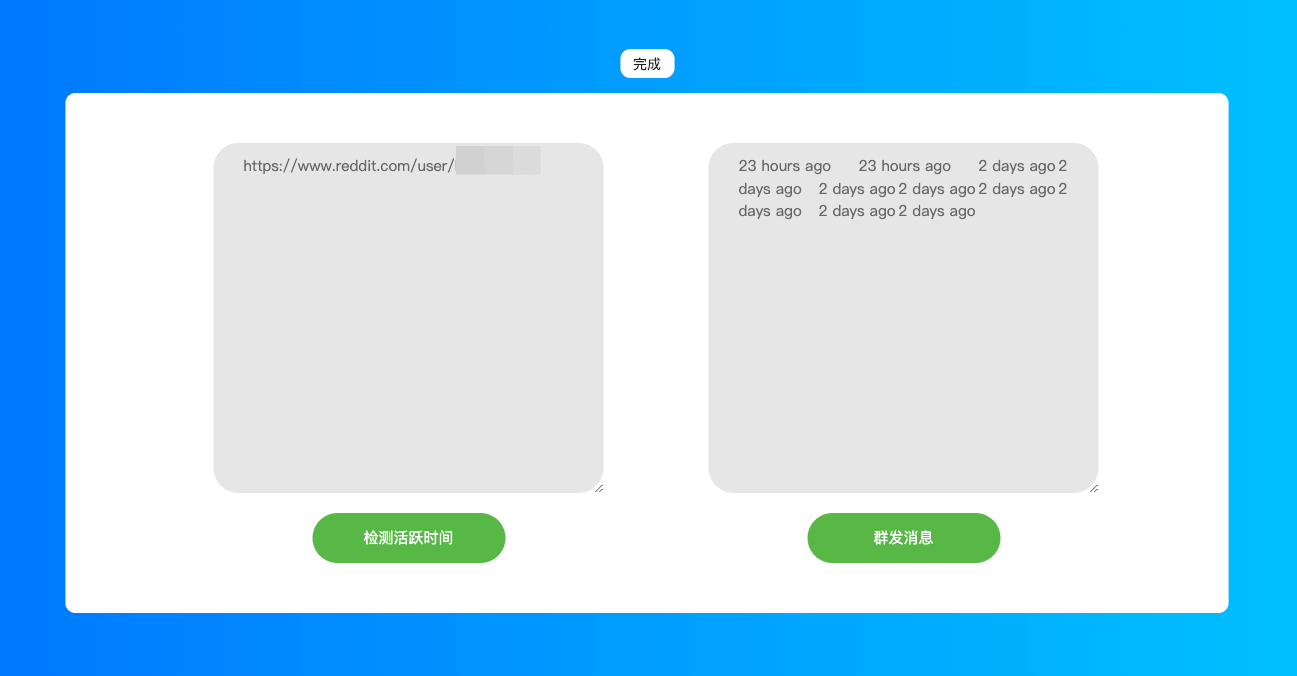 完成
https://www.reddit.com/user/
23 hours ago 23 hours ago 2 days ago 2
days ago 2 days ago 2 days ago 2 days ago 2
days ago 2 days ago 2 days ago
检测活跃时间
群发消息